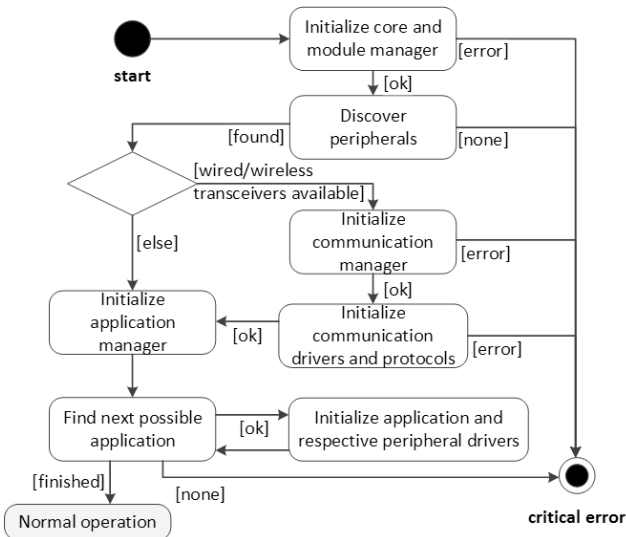 Initialize core and
module manager
[error]
start
[ok]
Discover
peripherals
[found]
[none]
[wired/wireless
transceivers available]
Initialize
communication
manager
[else]
[error]
[ok]
Initialize
application
manager
Initialize
communication
drivers and protocols
[ok]
[error]
Find next possible
application
[ok]
Initialize application and
respective peripheral drivers
[finished]
[none]
Normal operation
critical error